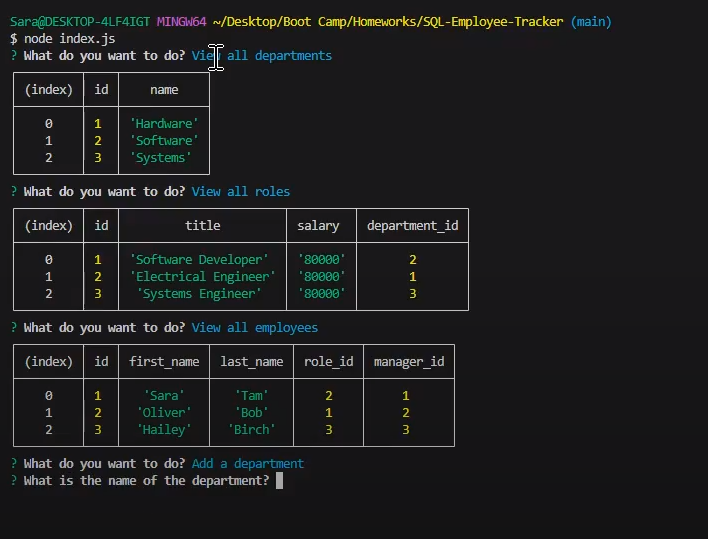 Sara@DESKTOP-4LF4IGT MINGW64 ~/Desktop/Boot Camp/Homeworks/SQL-Employee-Tracker (main)
$ node index.js
? What do you want to do? View all departments
(index) id name
0 1 'Hardware'
1 2 'Software'
2 3 'Systems'
? What do you want to do? View all roles
(index) id title salary department_id
0 1 'Software Developer' '80000' 2
1 2 'Electrical Engineer' '80000' 1
2 3 'Systems Engineer' '80000' 3
? What do you want to do? View all employees
(index) id first_name last_name role_id manager_id
0 1 'Sara' 'Tam' 2 1
1 2 'Oliver' 'Bob' 1 2
2 3 'Hailey' 'Birch' 3 3
? What do you want to do? Add a department
? What is the name of the department?